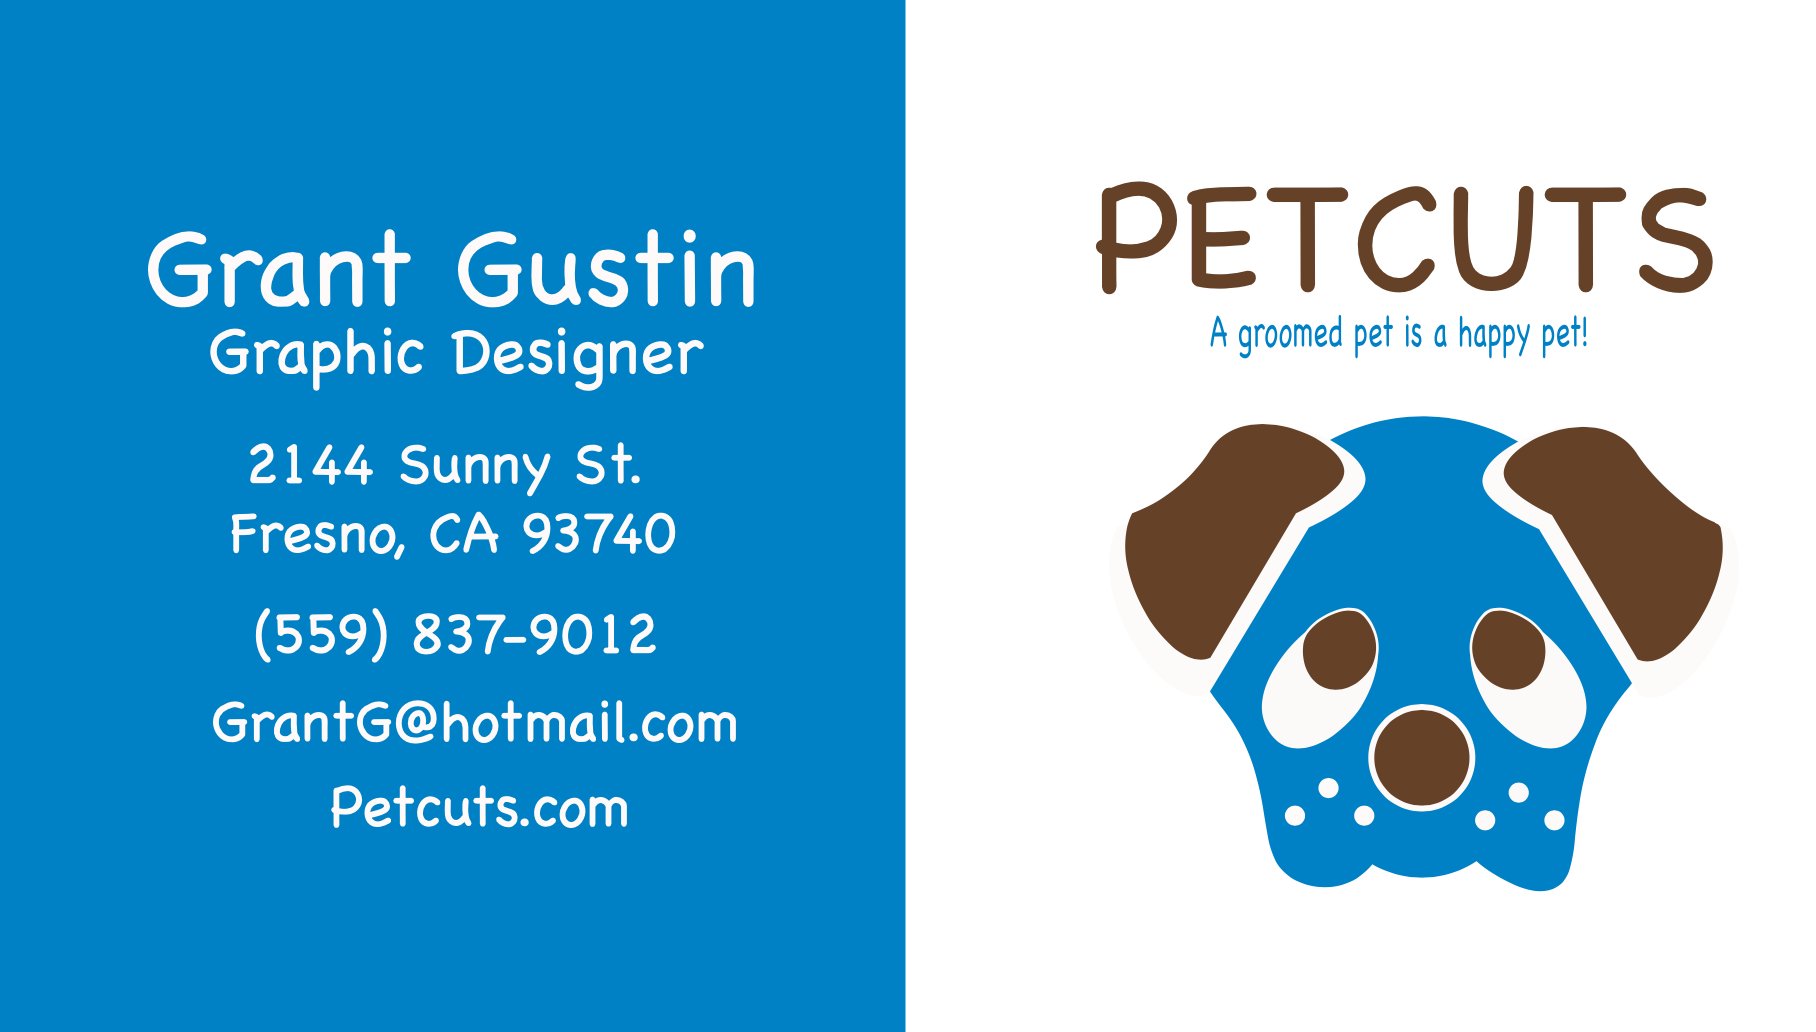 Grant Gustin
Graphic Designer
2144 Sunny St.
Fresno, CA 93740
(559) 837-9012
GrantG@hotmail.com
Petcuts.com
PETCUTS
A groomed pet is a happy pet!